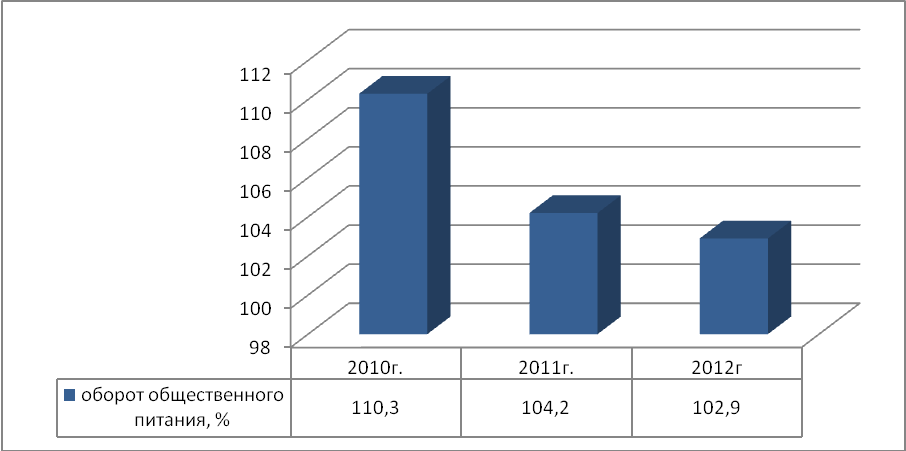 112
110
108
106
104
102
100
98
2010г.
2011г.
2012г
оборот общественного
питания, %
110,3
104,2
102,9